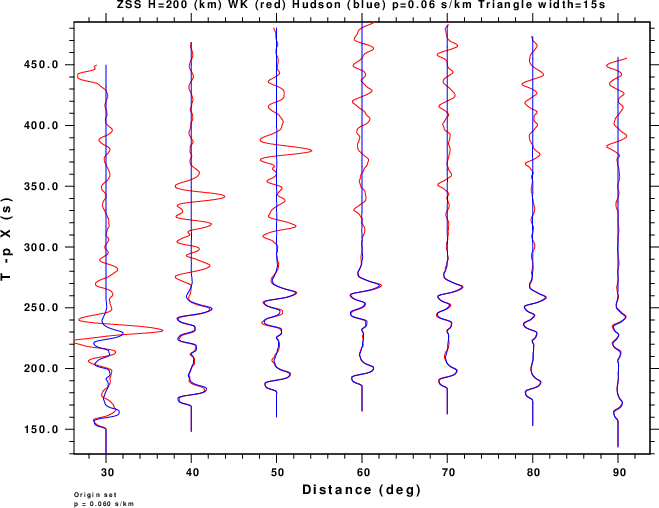 ZSS H=200 (km) WK (red) Hudson (blue) p=0.06 s/km Triangle width=15s
450.0
400.0
350.0
300.0
250.0
200.0
150.0
T -p X (s)
30 40 50 60 70 80 90
Distance (deg)
Origin set
p = 0.060 s/km